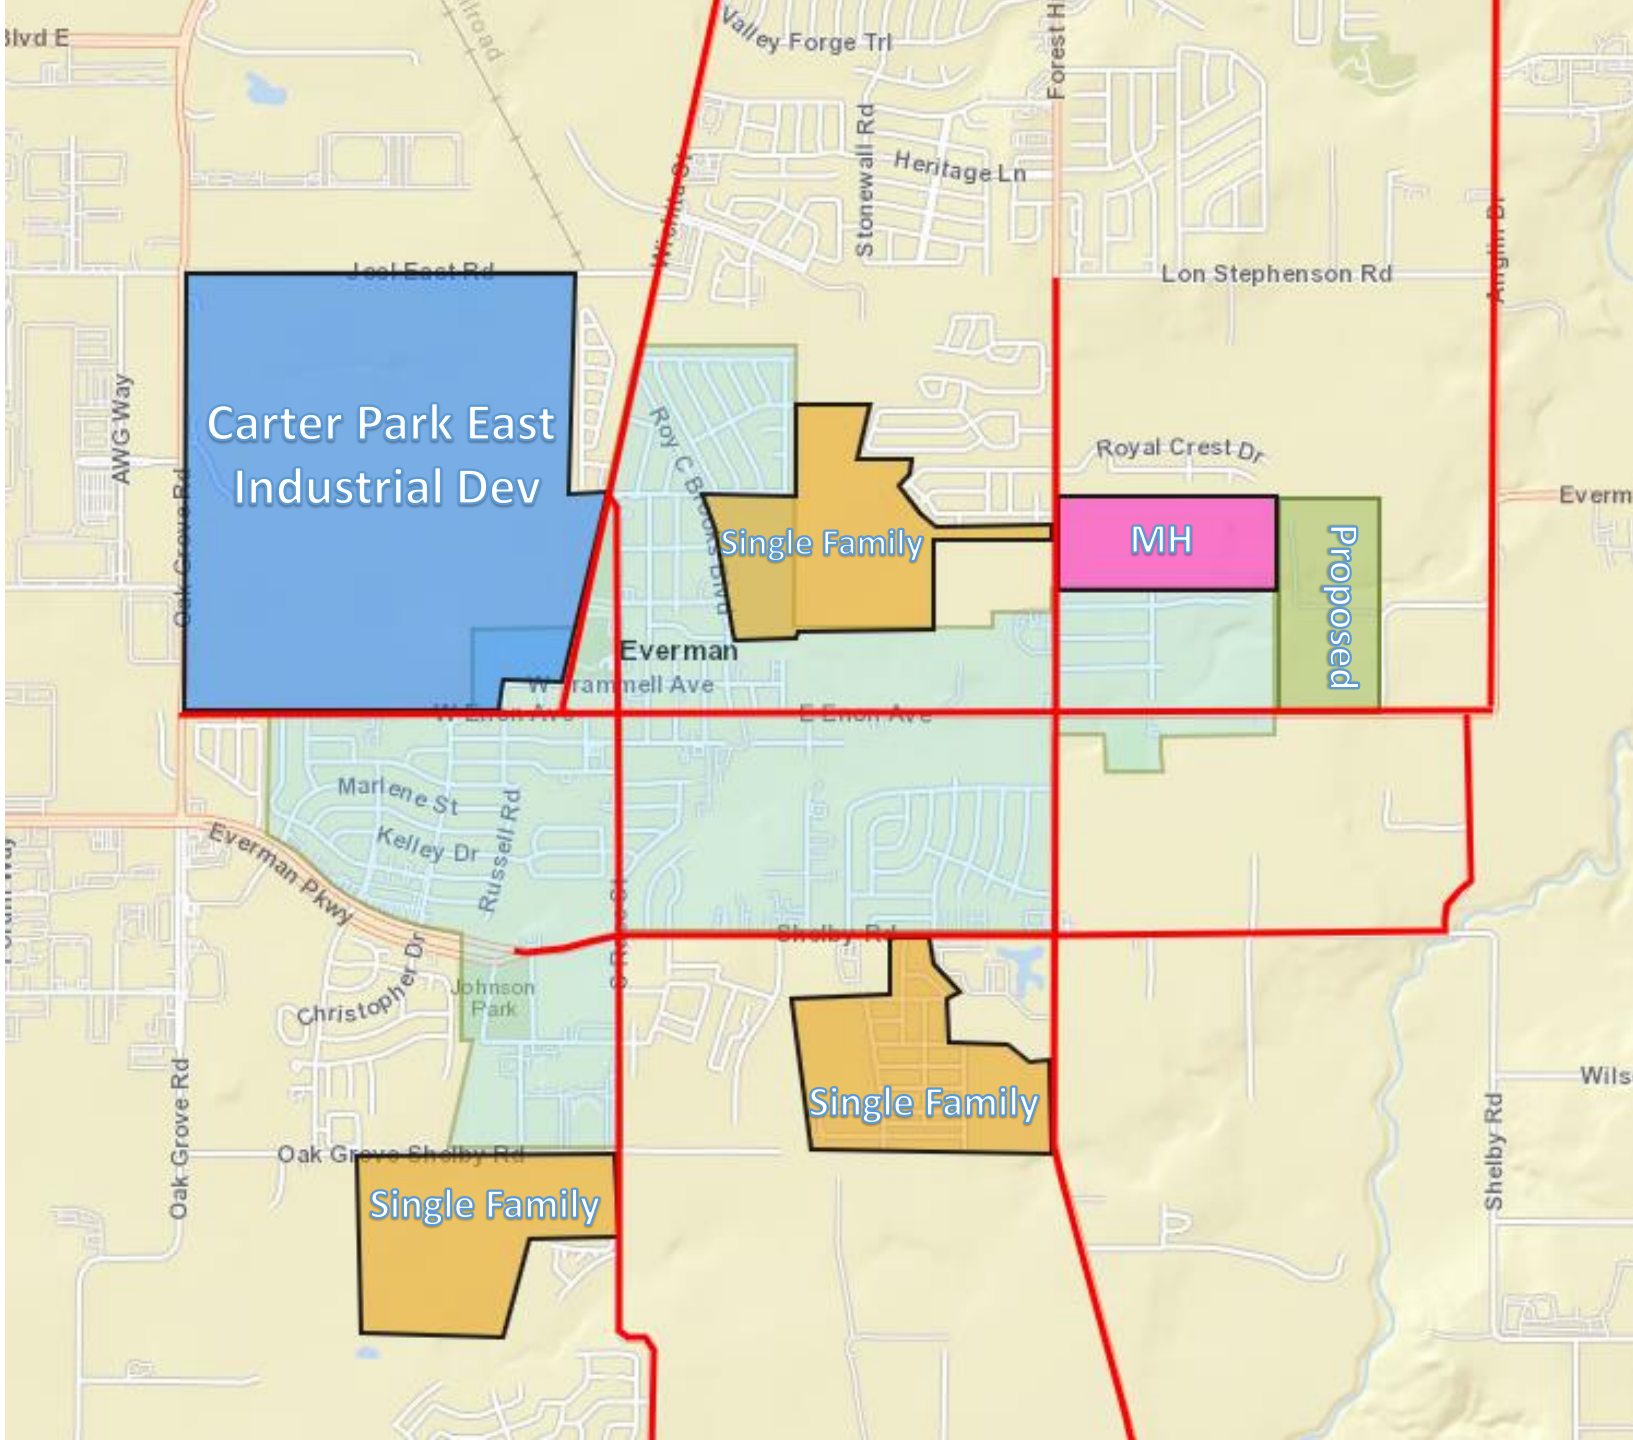 Blvd E
Valley Forge Trl
Forest H
Stonewall Rd
Heritage Ln
Wichita St
Joel East Rd
Lon Stephenson Rd
Anglin Dr
AWG Way
Oak Grove Rd
Carter Park East
Industrial Dev
Roy C Brooks Blvd
Single Family
Royal Crest Dr
MH
Proposed
Everm
Everman
W Trammell Ave
W Enon Ave
E Enon Ave
Marlene St
Kelley Dr
Russell Rd
Everman Pkwy
Shelby Rd
S Race St
Christopher Dr
Johnson
Park
Oak Grove Rd
Single Family
Wils
Shelby Rd
Oak Grove Shelby Rd
Single Family